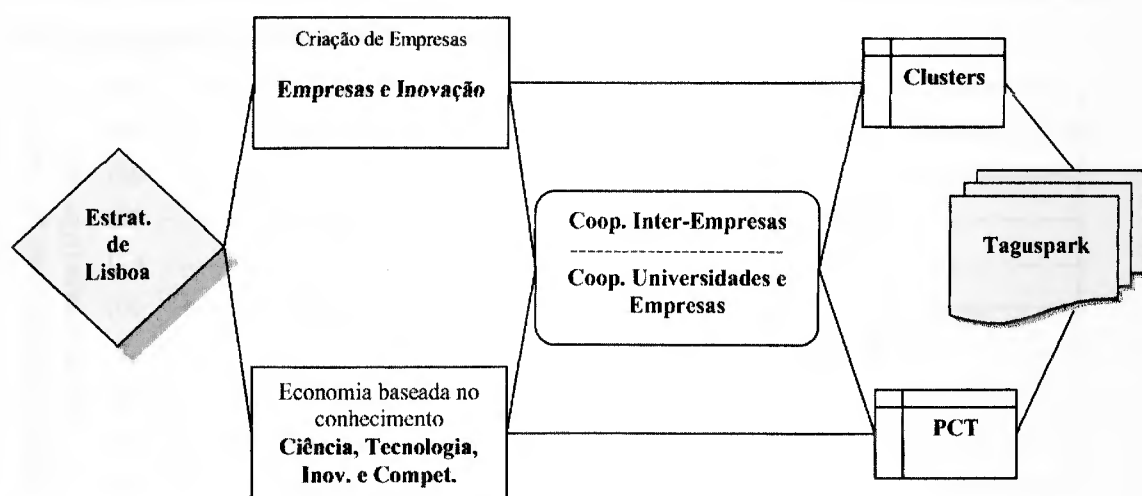 Criação de Empresas
Empresas e Inovação
Clusters
Estrat.
de
Lisboa
Coop. Inter-Empresas
Coop. Universidades e
Empresas
Taguspark
Economia baseada no
conhecimento
Ciência, Tecnologia,
Inov. e Compet.
PCT